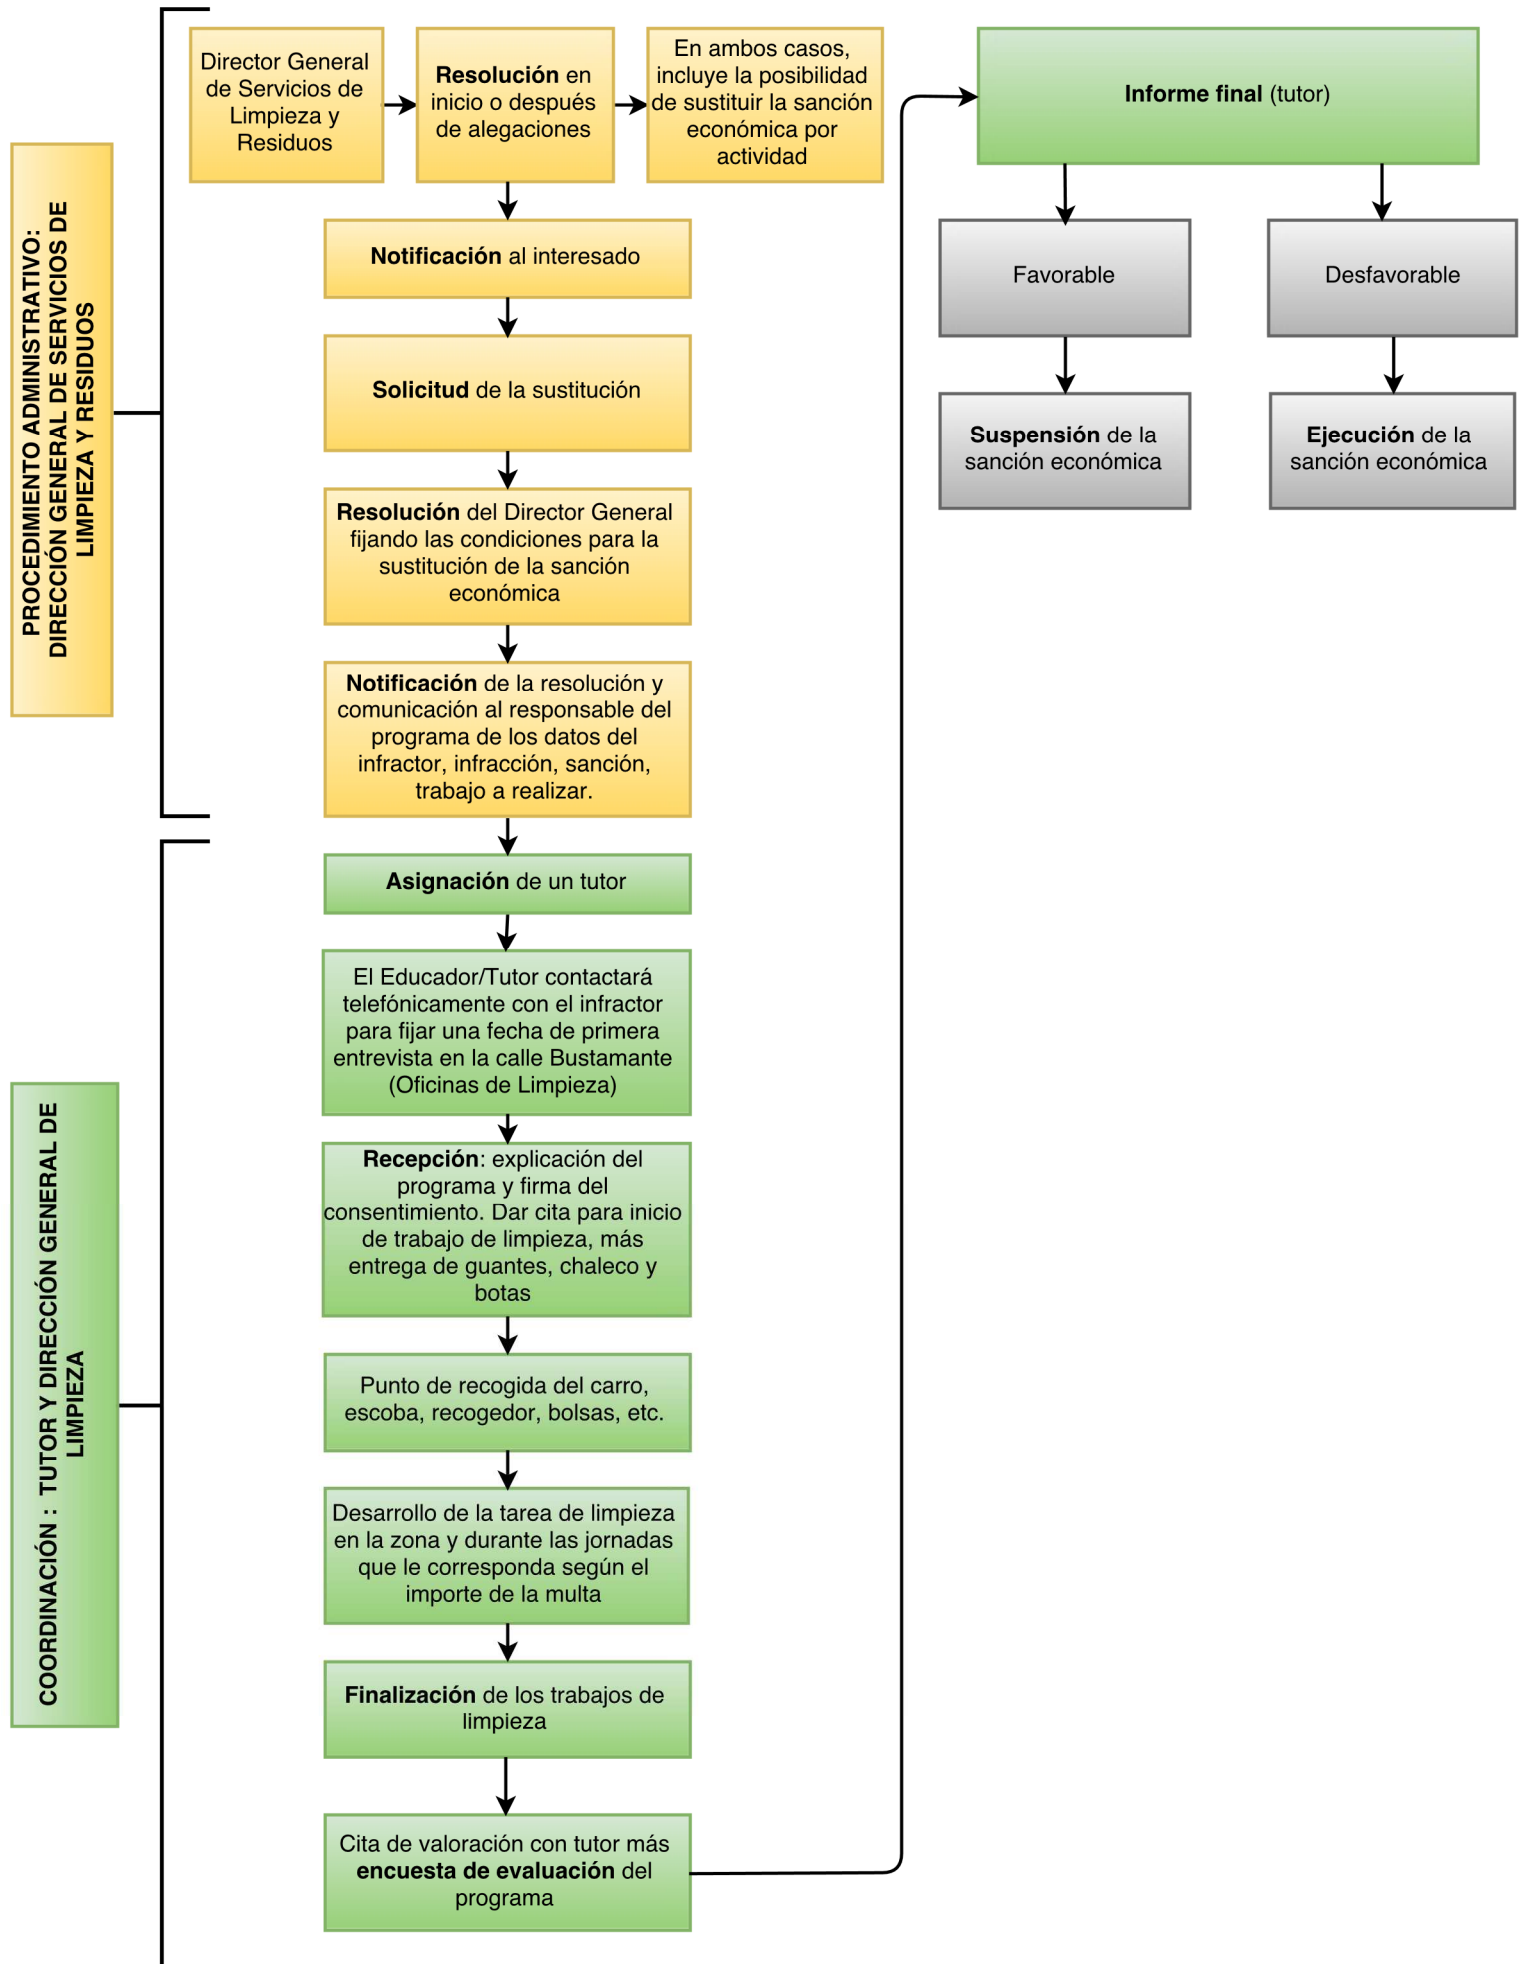 PROCEDIMIENTO ADMINISTRATIVO:
DIRECCIÓN GENERAL DE SERVICIOS DE
LIMPIEZA Y RESIDUOS
Director General
de Servicios de
Limpieza y
Residuos
Resolución en
inicio o después
de alegaciones
En ambos casos,
incluye la posibilidad
de sustituir la sanción
económica por
actividad
Notificación al interesado
Solicitud de la sustitución
Resolución del Director General
fijando las condiciones para la
sustitución de la sanción
económica
Notificación de la resolución y
comunicación al responsable del
programa de los datos del
infractor, infracción, sanción,
trabajo a realizar.
COORDINACIÓN : TUTOR Y DIRECCIÓN GENERAL DE
LIMPIEZA
Asignación de un tutor
El Educador/Tutor contactará
telefónicamente con el infractor
para fijar una fecha de primera
entrevista en la calle Bustamante
(Oficinas de Limpieza)
Recepción: explicación del
programa y firma del
consentimiento. Dar cita para inicio
de trabajo de limpieza, más
entrega de guantes, chaleco y
botas
Punto de recogida del carro,
escoba, recogedor, bolsas, etc.
Desarrollo de la tarea de limpieza
en la zona y durante las jornadas
que le corresponda según el
importe de la multa
Finalización de los trabajos de
limpieza
Cita de valoración con tutor más
encuesta de evaluación del
programa
Informe final (tutor)
Favorable
Desfavorable
Suspensión de la
sanción económica
Ejecución de la
sanción económica